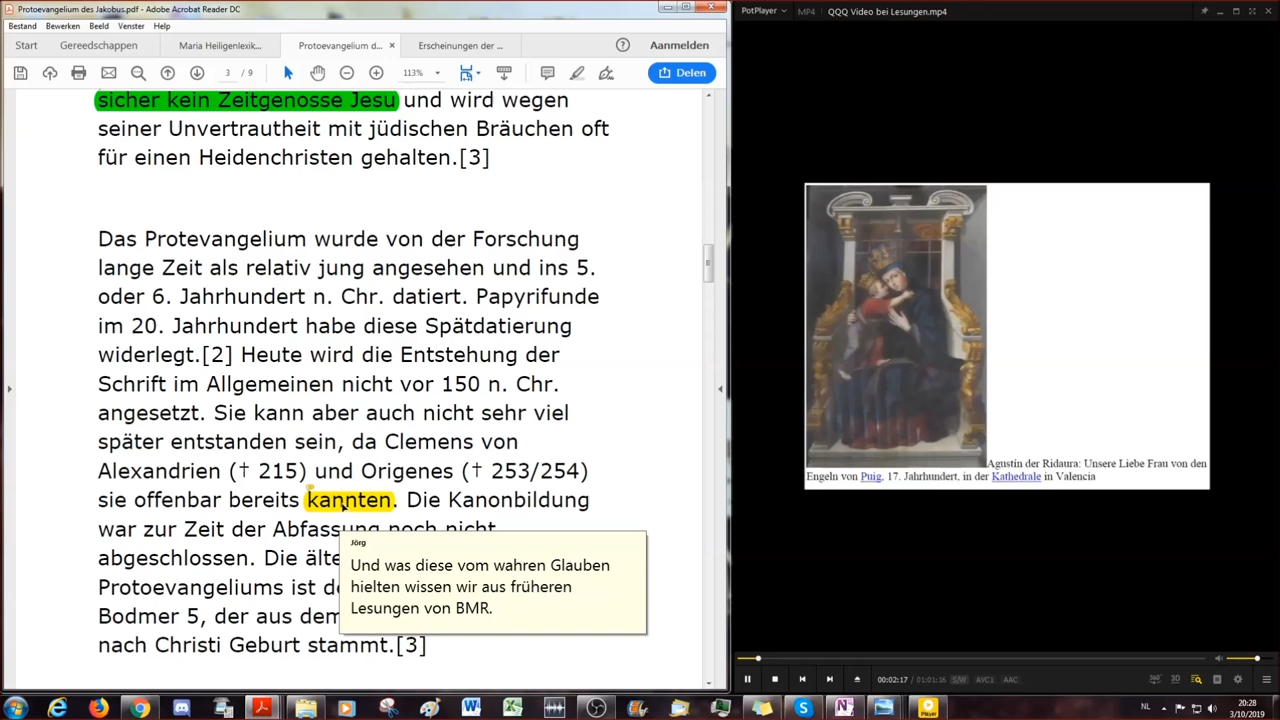 Protoevangelium des Jakobus.pdf - Adobe Acrobat Reader DC
Bestand Bewerken Beeld Venster Help
Start Gereedschappen Maria Heiligenlexik... Protoevangelium d... × Erscheinungen der ... Anmelden
3 / 9 113% Delen
sicher kein Zeitgenosse Jesu und wird wegen
seiner Unvertrautheit mit jüdischen Bräuchen oft
für einen Heidenchristen gehalten.[3]
Das Protevangelium wurde von der Forschung
lange Zeit als relativ jung angesehen und ins 5.
oder 6. Jahrhundert n. Chr. datiert. Papyrifunde
im 20. Jahrhundert habe diese Spätdatierung
widerlegt.[2] Heute wird die Entstehung der
Schrift im Allgemeinen nicht vor 150 n. Chr.
angesetzt. Sie kann aber auch nicht sehr viel
später entstanden sein, da Clemens von
Alexandrien († 215) und Origenes († 253/254)
sie offenbar bereits kannten. Die Kanonbildung
war zur Zeit der Abfassung noch nicht
abgeschlossen. Die älte
Protoevangeliums ist de
Bodmer 5, der aus dem
nach Christi Geburt stammt.[3]
Jörg
Und was diese vom wahren Glauben
hielten wissen wir aus früheren
Lesungen von BMR.
PotPlayer MP4 QQQ Video bei Lesungen.mp4
Agustín der Ridaura: Unsere Liebe Frau von den
Engeln von Puig, 17. Jahrhundert, in der Kathedrale in Valencia
00:02:17 / 01:01:16 S/W AVC1 AAC
360° 3D
NL 20:28
3/10/2019